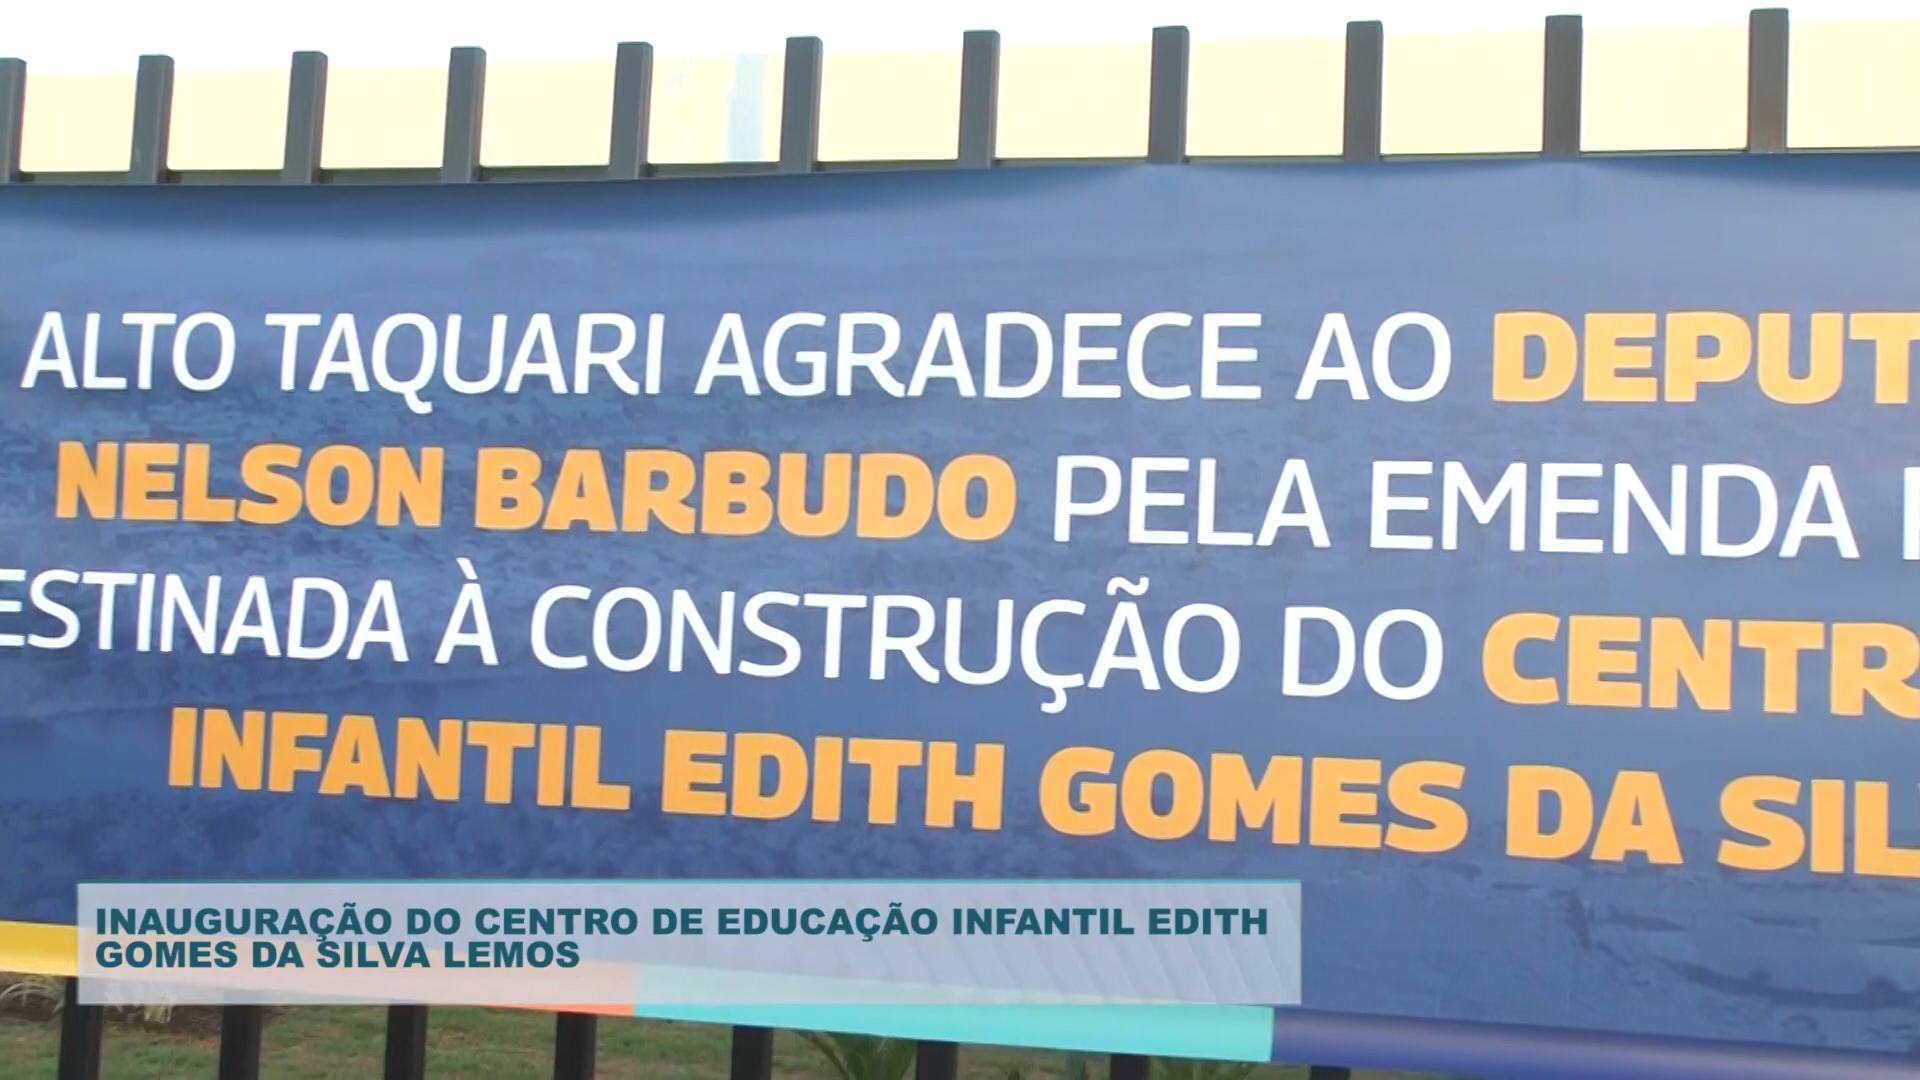 ALTO TAQUARI AGRADECE AO DEPUT
NELSON BARBUDO PELA EMENDA
ESTINADA À CONSTRUÇÃO DO CENTR
INFANTIL EDITH GOMES DA SIL
INAUGURAÇÃO DO CENTRO DE EDUCAÇÃO INFANTIL EDITH
GOMES DA SILVA LEMOS